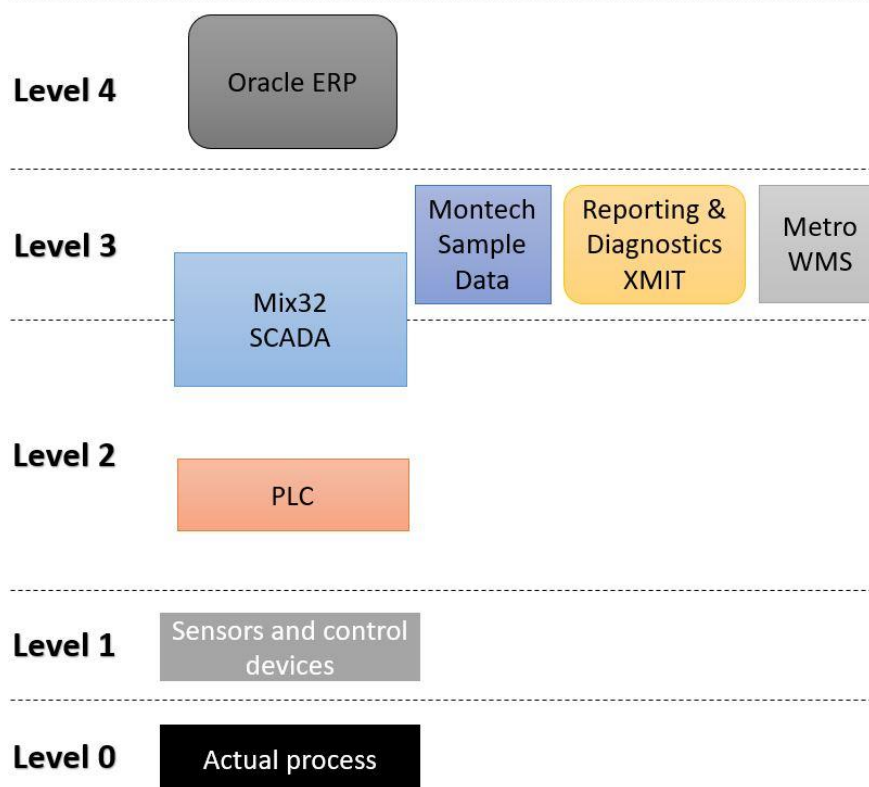 Level 4
Oracle ERP
Level 3
Montech
Sample
Data
Reporting &
Diagnostics
XMIT
Metro
WMS
Mix32
SCADA
Level 2
PLC
Level 1
Sensors and control
devices
Level 0
Actual process